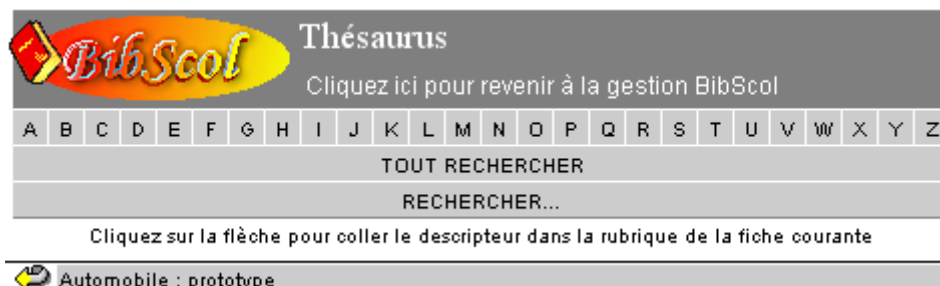 BibScol
Thésaurus
Cliquez ici pour revenir à la gestion BibScol
A B C D E F G H I J K L M N O P Q R S T U V W X Y Z
TOUT RECHERCHER
RECHERCHER...
Cliquez sur la flèche pour coller le descripteur dans la rubrique de la fiche courante
Automobile : prototype